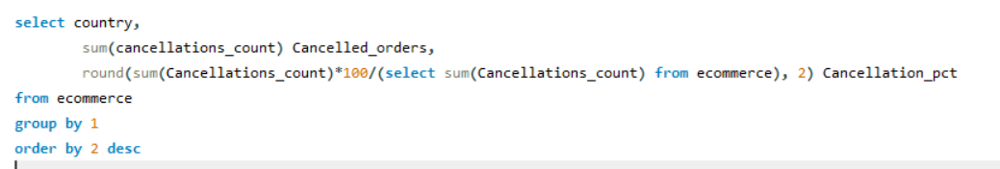 select country,
sum(cancellations_count) Cancelled_orders,
round(sum(Cancellations_count)*100/(select sum(Cancellations_count) from ecommerce), 2) Cancellation_pct
from ecommerce
group by 1
order by 2 desc